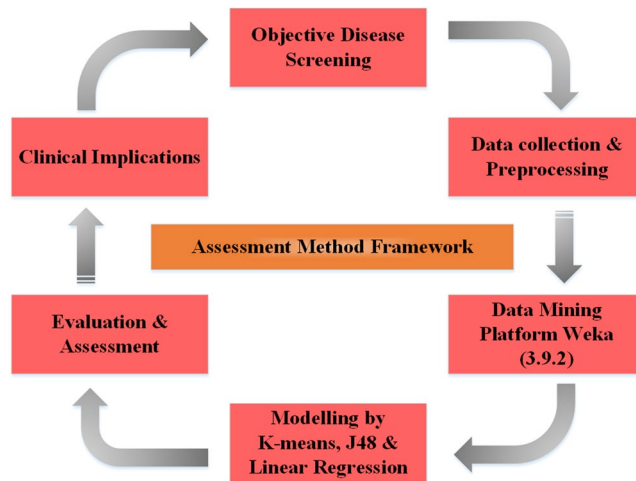 Objective Disease
Screening
Clinical Implications
Data collection &
Preprocessing
Assessment Method Framework
Evaluation &
Assessment
Data Mining
Platform Weka
(3.9.2)
Modelling by
K-means, J48 &
Linear Regression